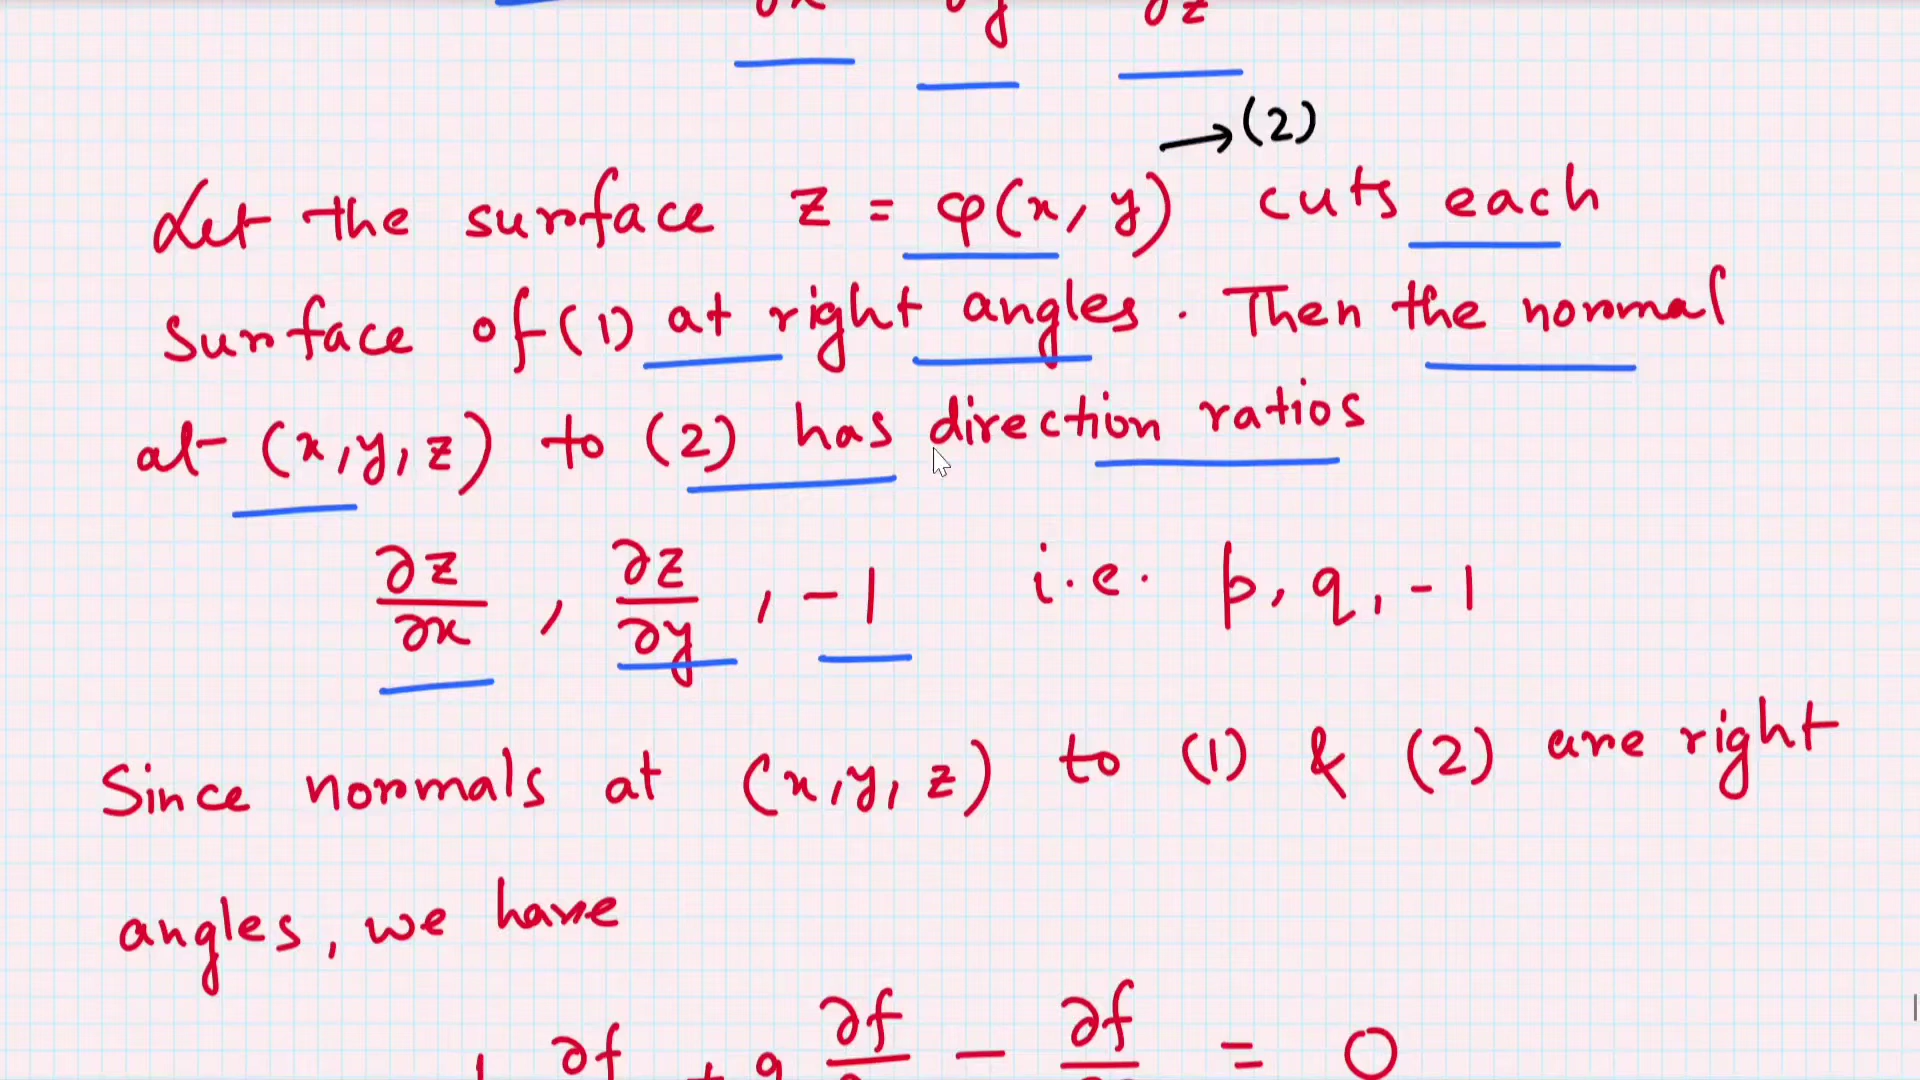 ∂x ∂y ∂z
→ (2)
Let the surface z = φ(x, y) cuts each
surface of (1) at right angles. Then the normal
at (x, y, z) to (2) has direction ratios
∂z/∂x , ∂z/∂y , -1 i.e. p, q, -1
Since normals at (x, y, z) to (1) & (2) are right
angles, we have
∂f + q ∂f − ∂f = 0